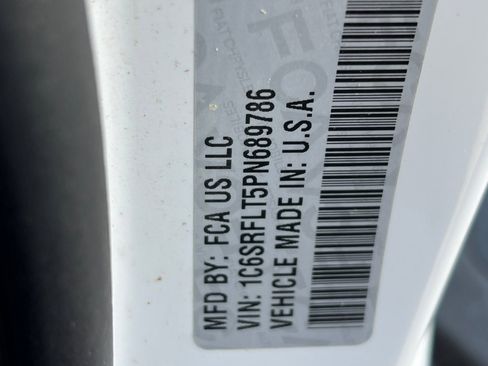 MFD BY: FCA US LLC
VIN: 1C6SRFLT5PN689786
VEHICLE MADE IN: U.S.A.